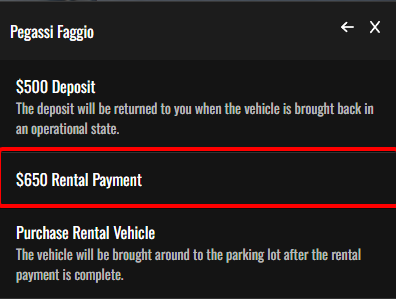 Pegassi Faggio
$500 Deposit
The deposit will be returned to you when the vehicle is brought back in
an operational state.
$650 Rental Payment
Purchase Rental Vehicle
The vehicle will be brought around to the parking lot after the rental
payment is complete.